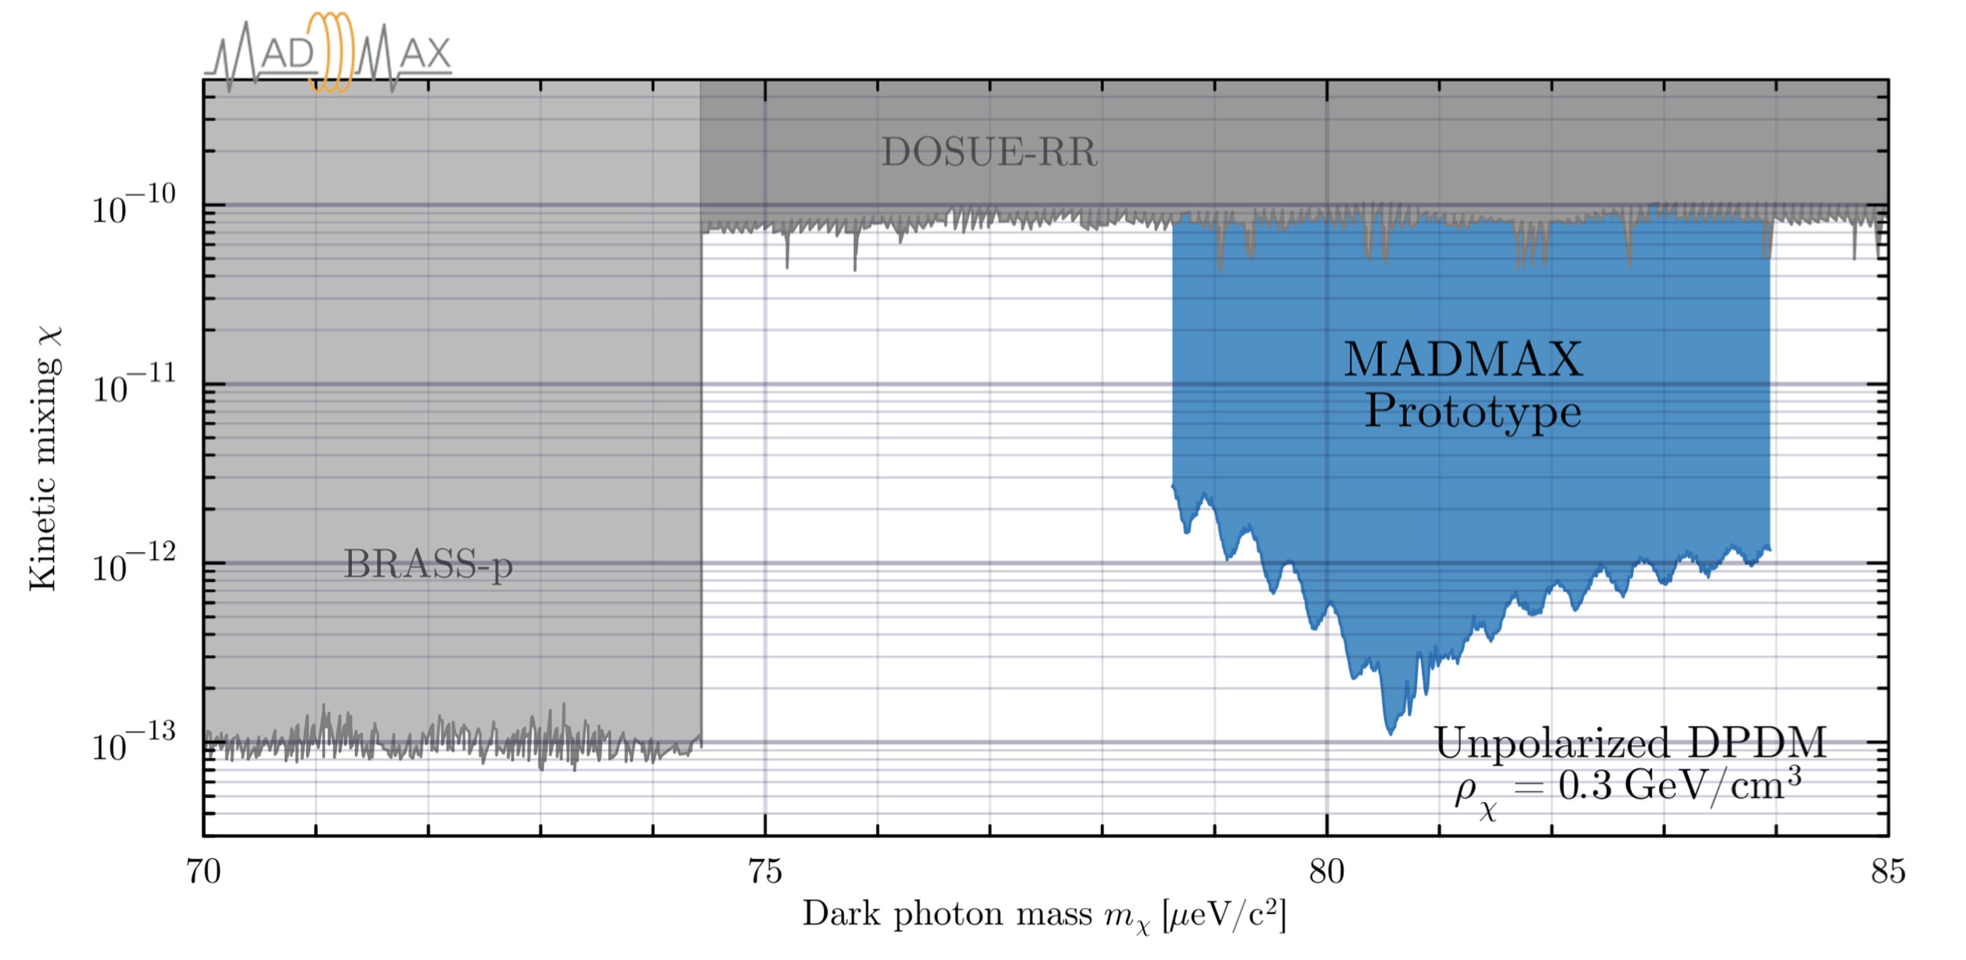 MADMAX
DOSUE-RR
10⁻¹⁰
MADMAX
Prototype
10⁻¹¹
Kinetic mixing χ
BRASS-p
10⁻¹²
10⁻¹³
Unpolarized DPDM
ρχ = 0.3 GeV/cm³
70 75 80 85
Dark photon mass mχ [μeV/c²]